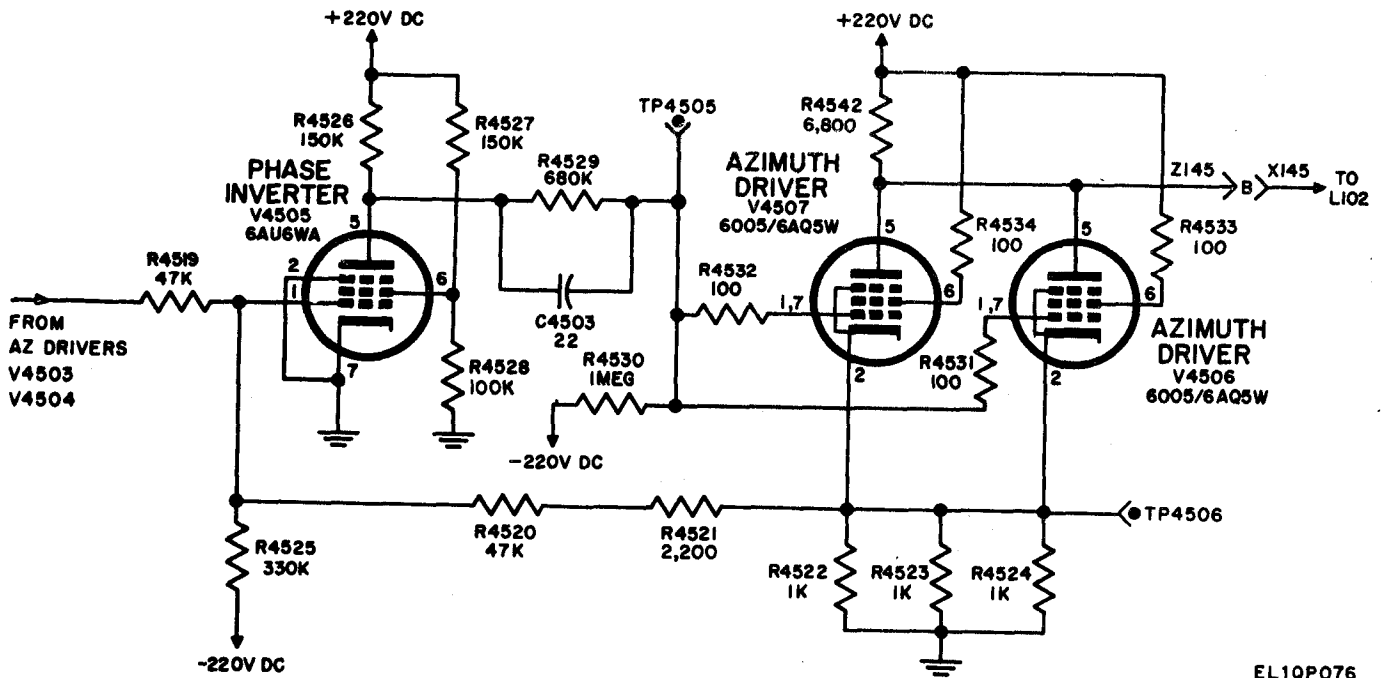 +220V DC
+220V DC
R4526
150K
R4527
150K
TP4505
R4542
6,800
PHASE
INVERTER
V4505
6AU6WA
R4529
680K
AZIMUTH
DRIVER
V4507
6005/6AQ5W
Z145
B
X145
TO
L102
R4534
100
R4533
100
R4519
47K
5
2
1
6
7
R4532
100
5
1,7
6
2
5
1,7
6
2
FROM
AZ DRIVERS
V4503
V4504
C4503
22
R4528
100K
R4530
1MEG
R4531
100
AZIMUTH
DRIVER
V4506
6005/6AQ5W
-220V DC
R4520
47K
R4521
2,200
TP4506
R4525
330K
R4522
1K
R4523
1K
R4524
1K
-220V DC
EL1QP076